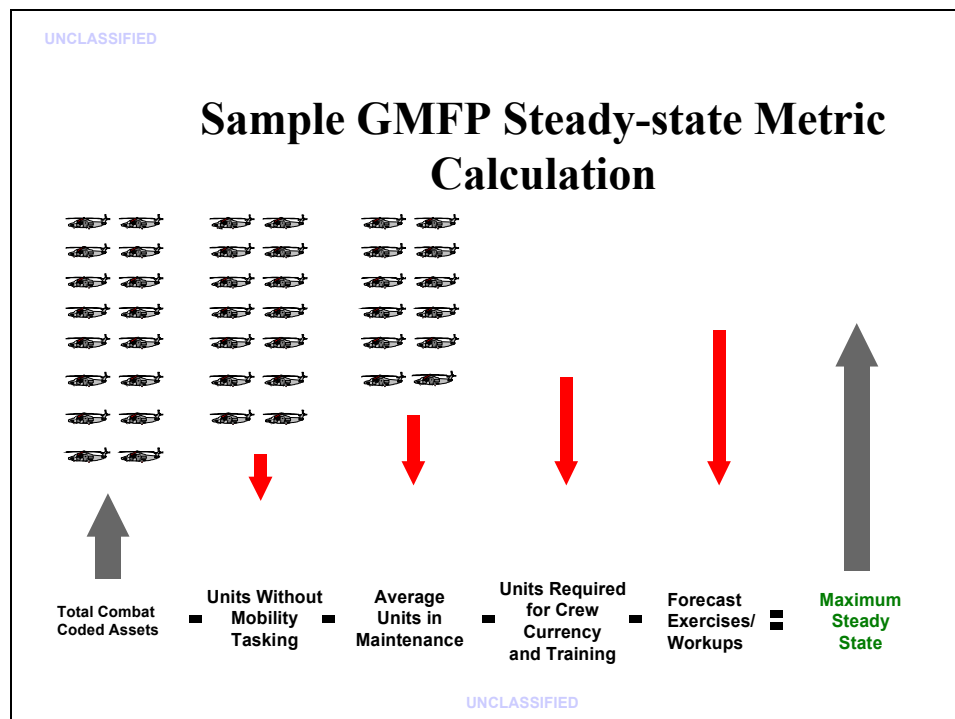 UNCLASSIFIED
Sample GMFP Steady-state Metric
Calculation
Total Combat
Coded Assets
-
Units Without
Mobility
Tasking
-
Average
Units in
Maintenance
-
Units Required
for Crew
Currency
and Training
-
Forecast
Exercises/
Workups
=
Maximum
Steady
State
UNCLASSIFIED